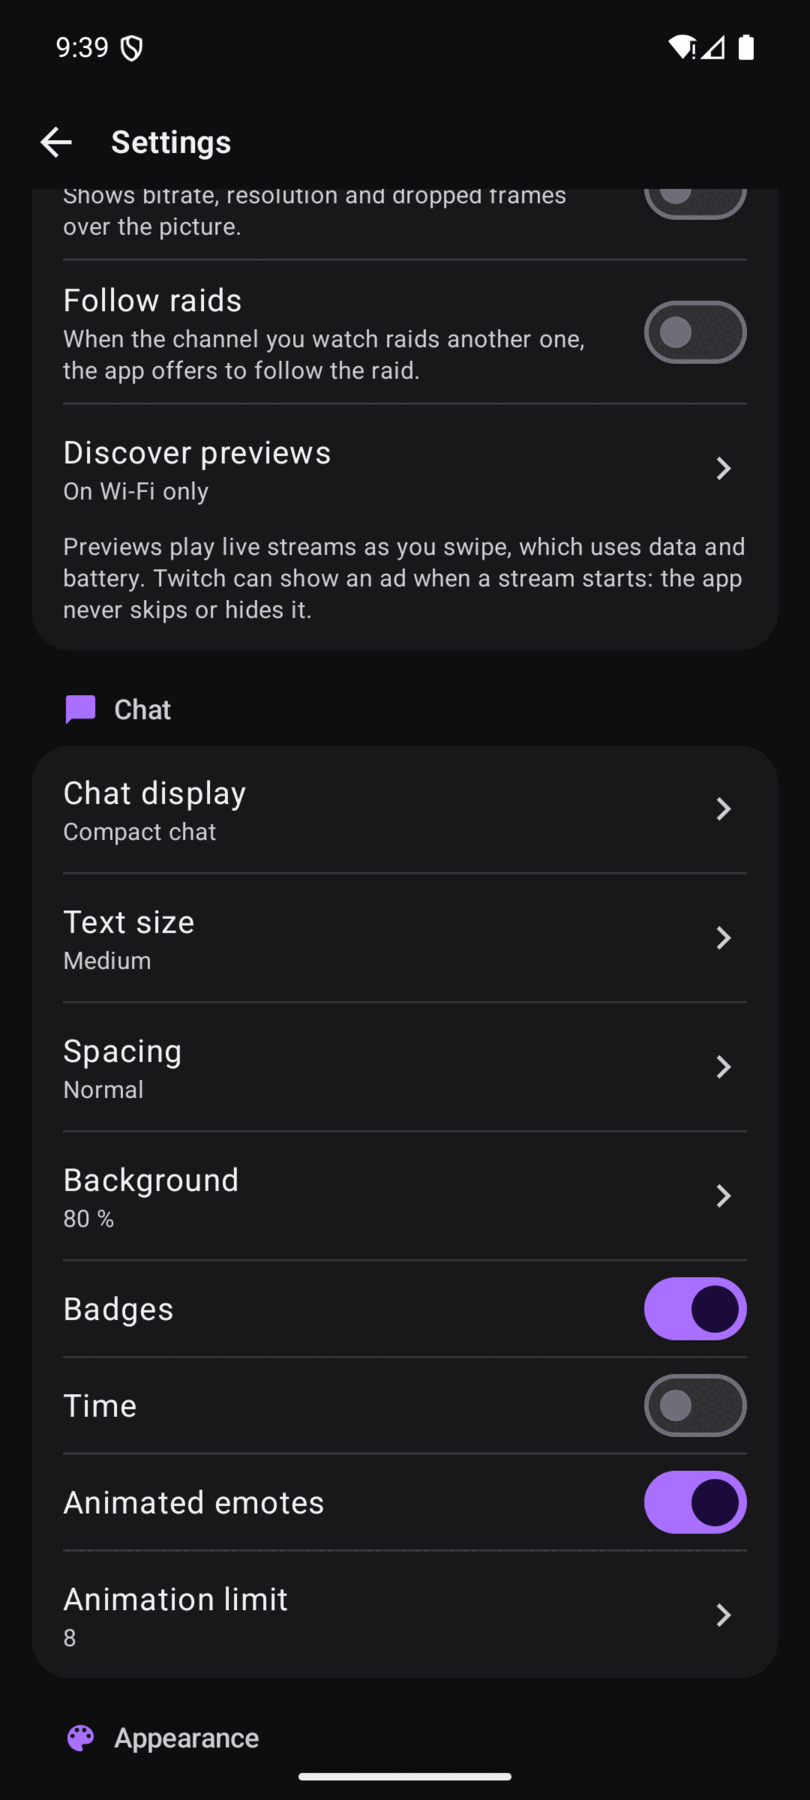 9:39
Settings
Shows bitrate, resolution and dropped frames
over the picture.
Follow raids
When the channel you watch raids another one,
the app offers to follow the raid.
Discover previews
On Wi-Fi only
Previews play live streams as you swipe, which uses data and
battery. Twitch can show an ad when a stream starts: the app
never skips or hides it.
Chat
Chat display
Compact chat
Text size
Medium
Spacing
Normal
Background
80 %
Badges
Time
Animated emotes
Animation limit
8
Appearance